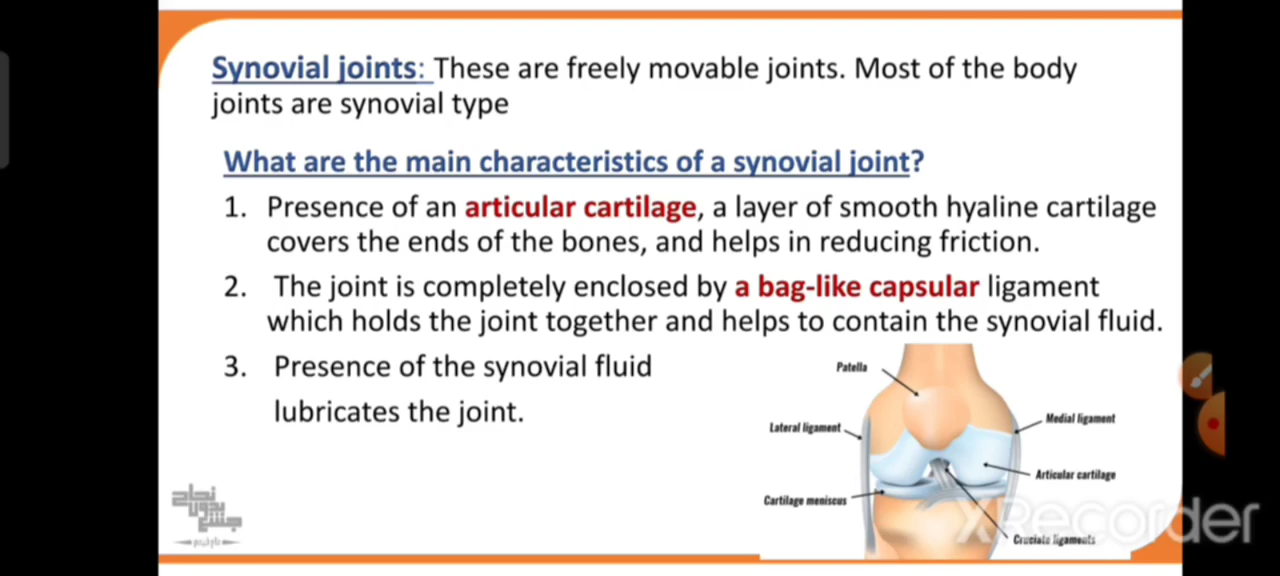 Synovial joints: These are freely movable joints. Most of the body
joints are synovial type
What are the main characteristics of a synovial joint?
1. Presence of an articular cartilage, a layer of smooth hyaline cartilage
covers the ends of the bones, and helps in reducing friction.
2. The joint is completely enclosed by a bag-like capsular ligament
which holds the joint together and helps to contain the synovial fluid.
3. Presence of the synovial fluid
lubricates the joint.
Patella
Lateral ligament
Medial ligament
Articular cartilage
Cartilage meniscus
Cruciate ligaments
XRecorder